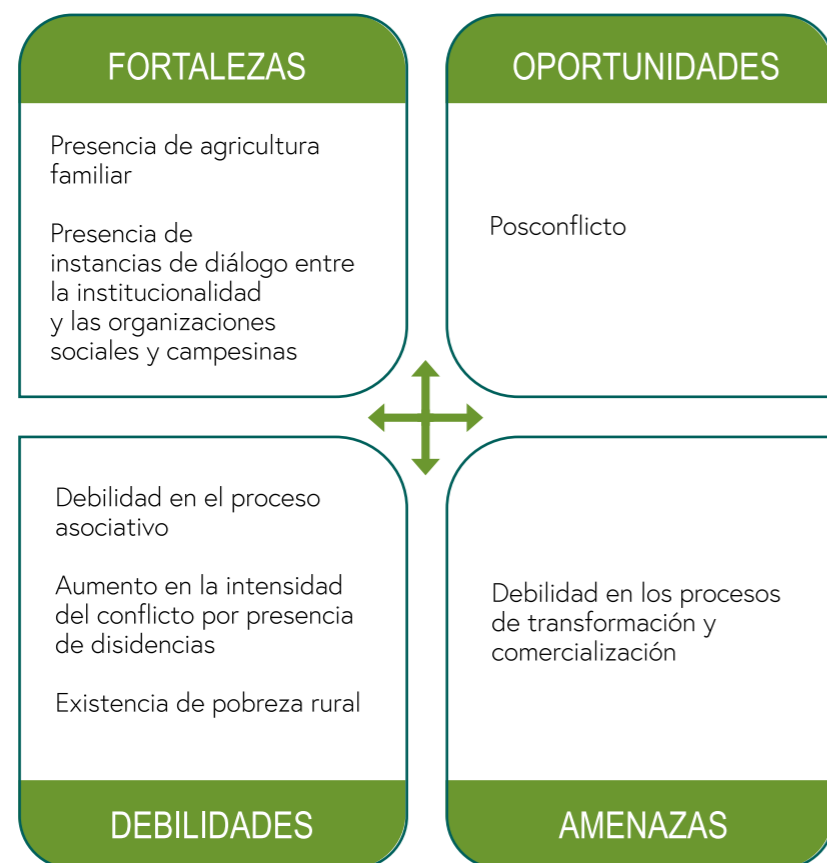 FORTALEZAS
Presencia de agricultura
familiar
Presencia de
instancias de diálogo entre
la institucionalidad
y las organizaciones
sociales y campesinas
OPORTUNIDADES
Posconflicto
Debilidad en el proceso
asociativo
Aumento en la intensidad
del conflicto por presencia
de disidencias
Existencia de pobreza rural
DEBILIDADES
Debilidad en los procesos
de transformación y
comercialización
AMENAZAS